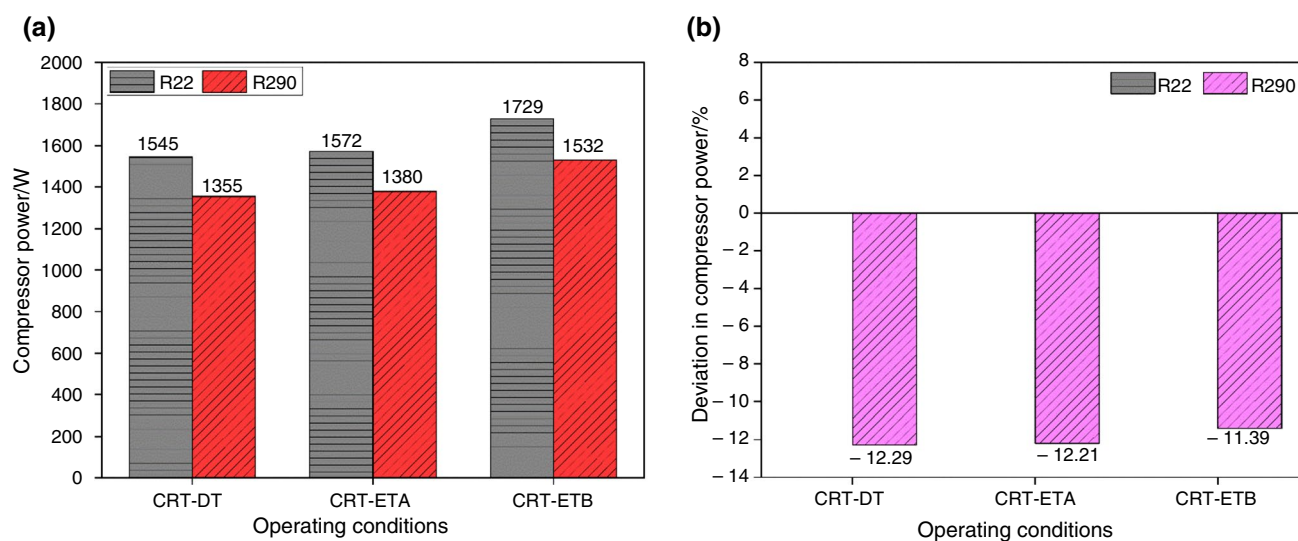 (a)
2000
1800
1600
1400
1200
1000
800
600
400
200
0
Compressor power/W
R22
R290
1545
1355
1572
1380
1729
1532
CRT-DT
CRT-ETA
CRT-ETB
Operating conditions
(b)
8
6
4
2
0
– 2
– 4
– 6
– 8
– 10
– 12
– 14
Deviation in compressor power/%
R22
R290
– 12.29
– 12.21
– 11.39
CRT-DT
CRT-ETA
CRT-ETB
Operating conditions